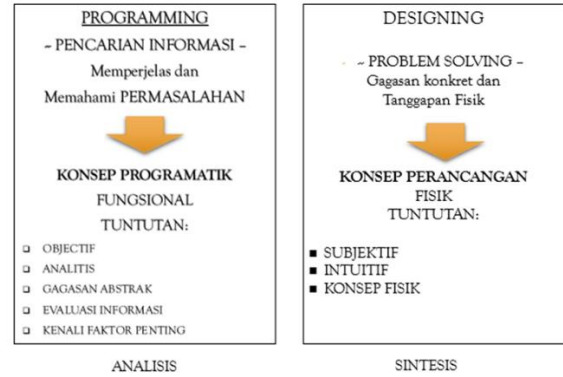 PROGRAMMING
~ PENCARIAN INFORMASI ~
Memperjelas dan
Memahami PERMASALAHAN
KONSEP PROGRAMATIK
FUNGSIONAL
TUNTUTAN:
OBJECTIF
ANALITIS
GAGASAN ABSTRAK
EVALUASI INFORMASI
KENALI FAKTOR PENTING
ANALISIS
DESIGNING
~ PROBLEM SOLVING ~
Gagasan konkret dan
Tanggapan Fisik
KONSEP PERANCANGAN
FISIK
TUNTUTAN:
SUBJEKTIF
INTUITIF
KONSEP FISIK
SINTESIS